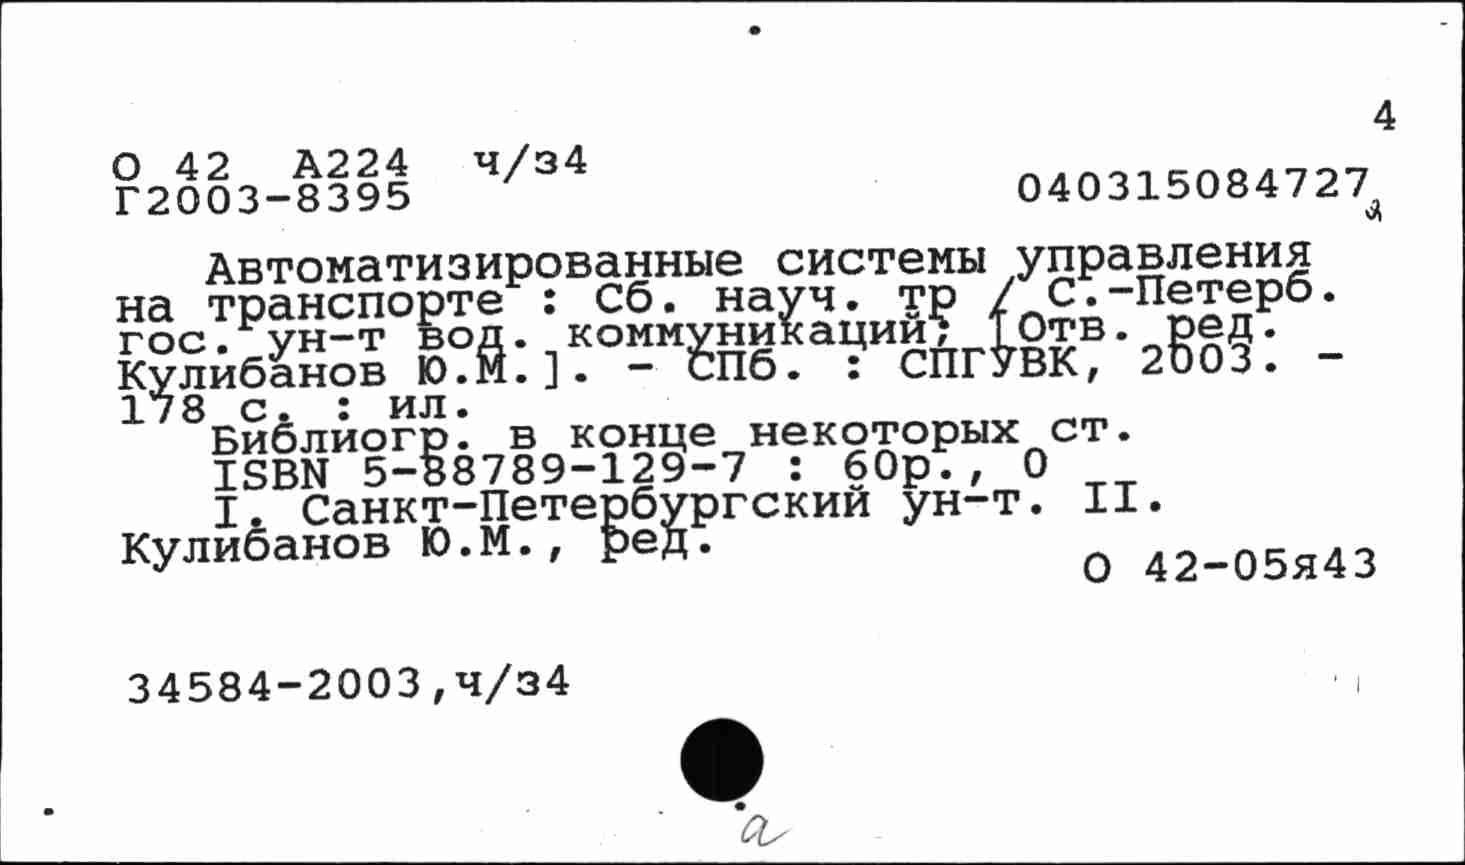 4
О 42 А224 ч/з4
Г2003-8395
040315084727
Автоматизированные системы управления
на транспорте : Сб. науч. тр / С.-Петерб.
гос. ун-т вод. коммуникаций; [Отв. ред.
Кулибанов Ю.М.]. - СПб. : СПГУВК, 2003. -
178 с. : ил.
Библиогр. в конце некоторых ст.
ISBN 5-88789-129-7 : 60р., 0
I. Санкт-Петербургский ун-т. II.
Кулибанов Ю.М., ред.
О 42-05я43
34584-2003,ч/з4
а